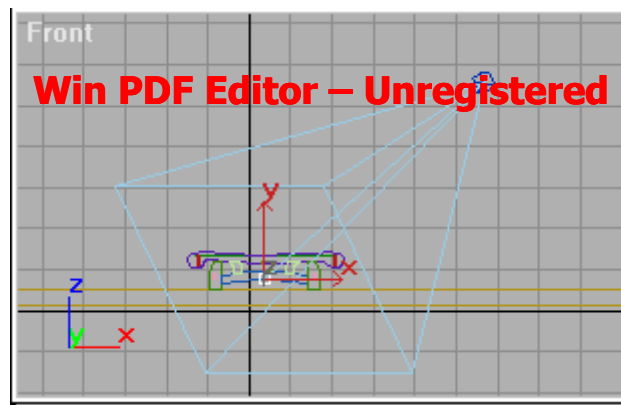 Front
Win PDF Editor – Unregistered
y
z x
z
y x